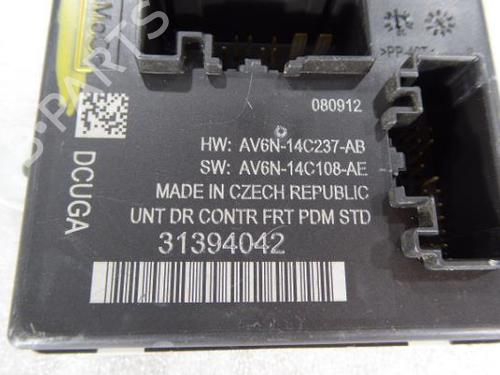 080912
HW: AV6N-14C237-AB
SW: AV6N-14C108-AE
MADE IN CZECH REPUBLIC
UNT DR CONTR FRT PDM STD
31394042
DCUGA